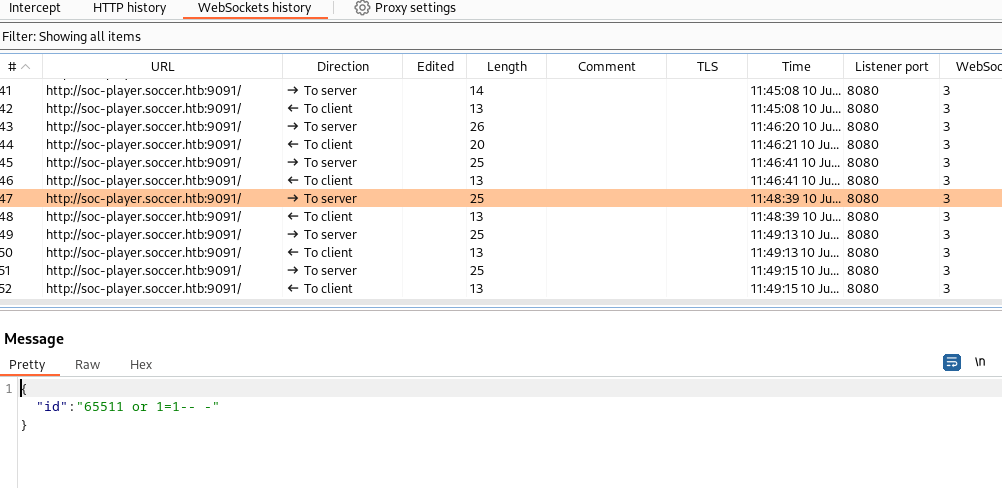 Intercept HTTP history WebSockets history Proxy settings
Filter: Showing all items
# URL Direction Edited Length Comment TLS Time Listener port WebSoc
41 http://soc-player.soccer.htb:9091/ → To server 14 11:45:08 10 Ju... 8080 3
42 http://soc-player.soccer.htb:9091/ ← To client 13 11:45:08 10 Ju... 8080 3
43 http://soc-player.soccer.htb:9091/ → To server 26 11:46:20 10 Ju... 8080 3
44 http://soc-player.soccer.htb:9091/ ← To client 20 11:46:21 10 Ju... 8080 3
45 http://soc-player.soccer.htb:9091/ → To server 25 11:46:41 10 Ju... 8080 3
46 http://soc-player.soccer.htb:9091/ ← To client 13 11:46:41 10 Ju... 8080 3
47 http://soc-player.soccer.htb:9091/ → To server 25 11:48:39 10 Ju... 8080 3
48 http://soc-player.soccer.htb:9091/ ← To client 13 11:48:39 10 Ju... 8080 3
49 http://soc-player.soccer.htb:9091/ → To server 25 11:49:13 10 Ju... 8080 3
50 http://soc-player.soccer.htb:9091/ ← To client 13 11:49:13 10 Ju... 8080 3
51 http://soc-player.soccer.htb:9091/ → To server 25 11:49:15 10 Ju... 8080 3
52 http://soc-player.soccer.htb:9091/ ← To client 13 11:49:15 10 Ju... 8080 3
Message
Pretty Raw Hex \n
1 {
"id":"65511 or 1=1-- -"
}